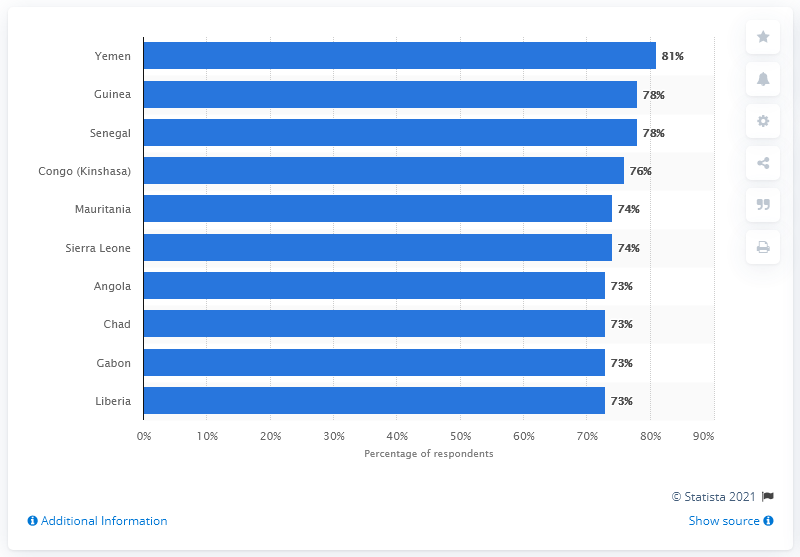 Yemen 81%
Guinea 78%
Senegal 78%
Congo (Kinshasa) 76%
Mauritania 74%
Sierra Leone 74%
Angola 73%
Chad 73%
Gabon 73%
Liberia 73%
0% 10% 20% 30% 40% 50% 60% 70% 80% 90%
Percentage of respondents
© Statista 2021
Additional Information Show source